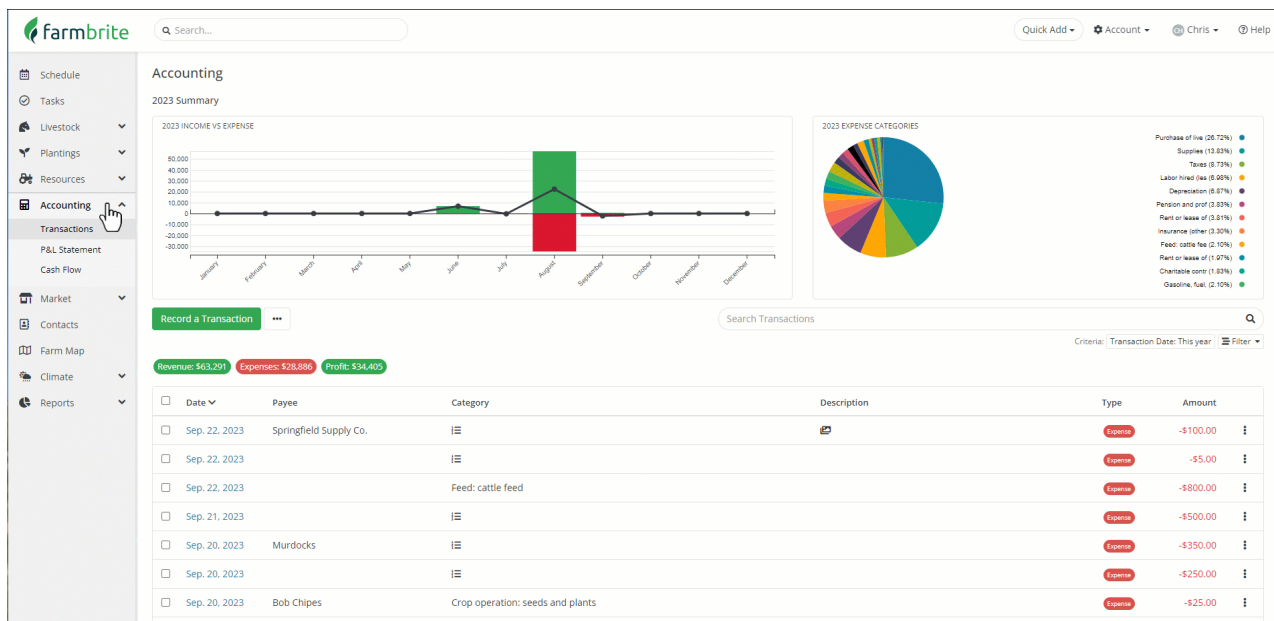 farmbrite
Search...
Quick Add
Account
CR
Chris
Help
Schedule
Tasks
Livestock
Plantings
Resources
Accounting
Transactions
P&L Statement
Cash Flow
Market
Contacts
Farm Map
Climate
Reports
Accounting
2023 Summary
2023 INCOME VS EXPENSE
50,000
40,000
30,000
20,000
10,000
0
-10,000
-20,000
-30,000
January
February
March
April
May
June
July
August
September
October
November
December
2023 EXPENSE CATEGORIES
Purchase of live (26.72%)
Supplies (13.83%)
Taxes (8.73%)
Labor hired (les (6.98%)
Depreciation (6.87%)
Pension and prof (3.83%)
Rent or lease of (3.81%)
Insurance (other (3.30%)
Feed: cattle fee (2.10%)
Rent or lease of (1.97%)
Charitable contr (1.83%)
Gasoline, fuel, (2.10%)
Record a Transaction
Search Transactions
Criteria: Transaction Date: This year Filter
Revenue: $63,291 Expenses: $28,886 Profit: $34,405
Date Payee Category Description Type Amount
Sep. 22, 2023 Springfield Supply Co. Expense -$100.00
Sep. 22, 2023 Expense -$5.00
Sep. 22, 2023 Feed: cattle feed Expense -$800.00
Sep. 21, 2023 Expense -$500.00
Sep. 20, 2023 Murdocks Expense -$350.00
Sep. 20, 2023 Expense -$250.00
Sep. 20, 2023 Bob Chipes Crop operation: seeds and plants Expense -$25.00